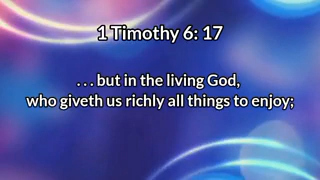 1 Timothy 6: 17
. . . but in the living God,
who giveth us richly all things to enjoy;